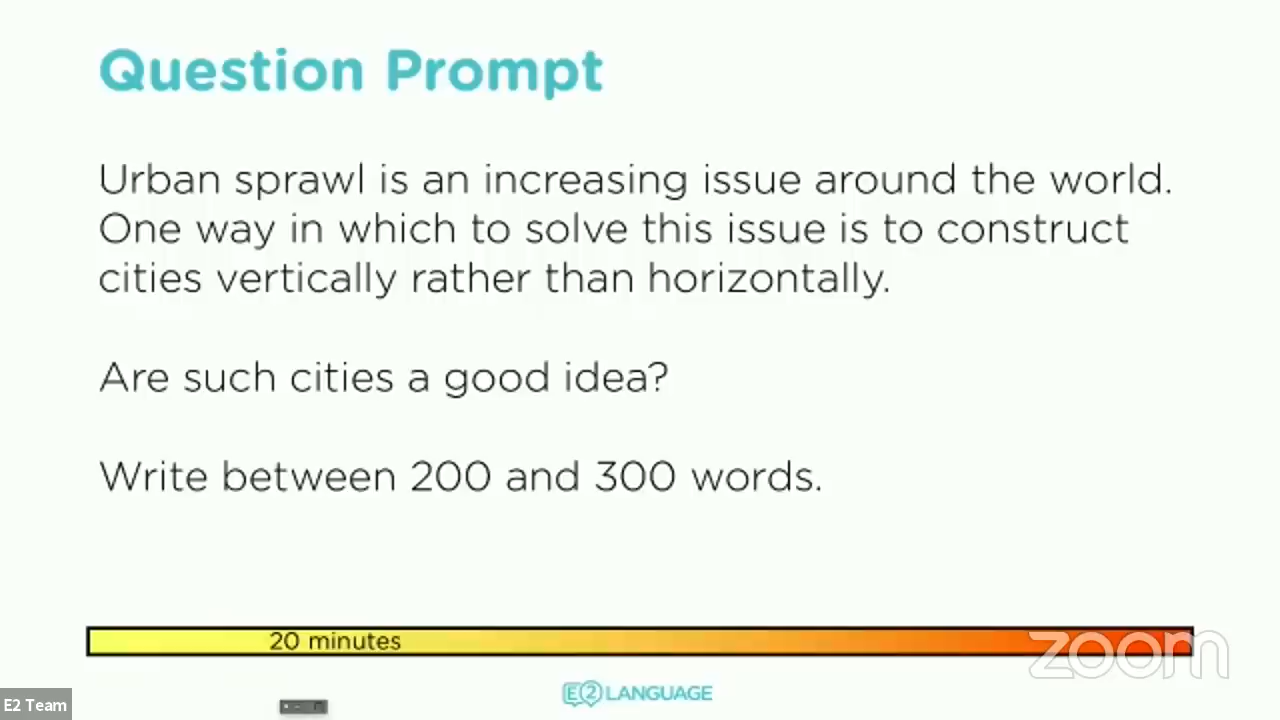 Question Prompt
Urban sprawl is an increasing issue around the world.
One way in which to solve this issue is to construct
cities vertically rather than horizontally.
Are such cities a good idea?
Write between 200 and 300 words.
20 minutes
zoom
E2 LANGUAGE
E2 Team